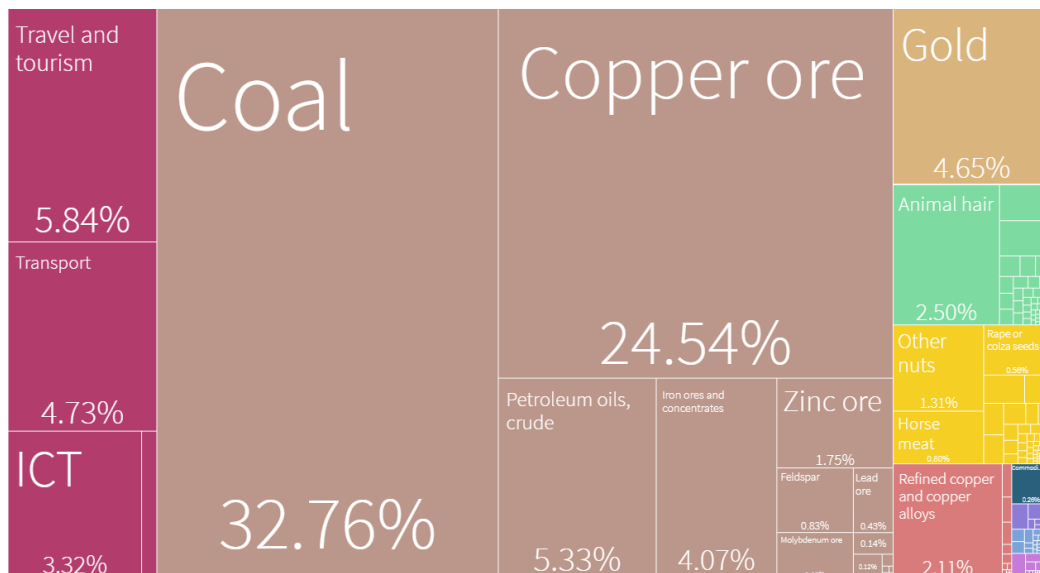 Travel and
tourism
5.84%
Transport
4.73%
ICT
3.32%
Coal
32.76%
Copper ore
24.54%
Petroleum oils,
crude
5.33%
Iron ores and
concentrates
4.07%
Zinc ore
1.75%
Feldspar
0.83%
Lead
ore
0.43%
Molybdenum ore
0.14%
0.12%
Gold
4.65%
Animal hair
2.50%
Other
nuts
1.31%
Rape or
colza seeds
0.56%
Horse
meat
0.80%
Refined copper
and copper
alloys
2.11%
Commodi...
0.26%